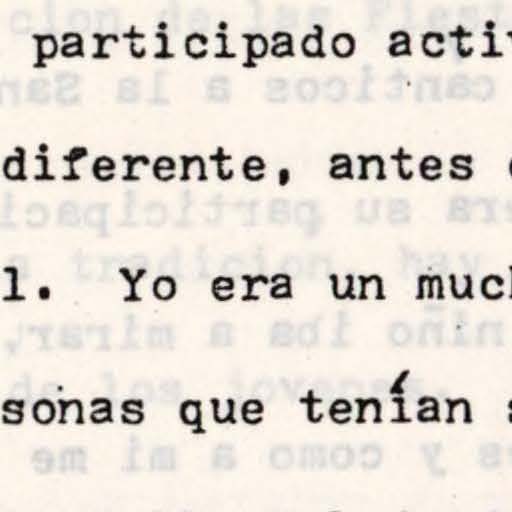 participado activ
diferente, antes
1. Yo era un much
sonas que tenían s